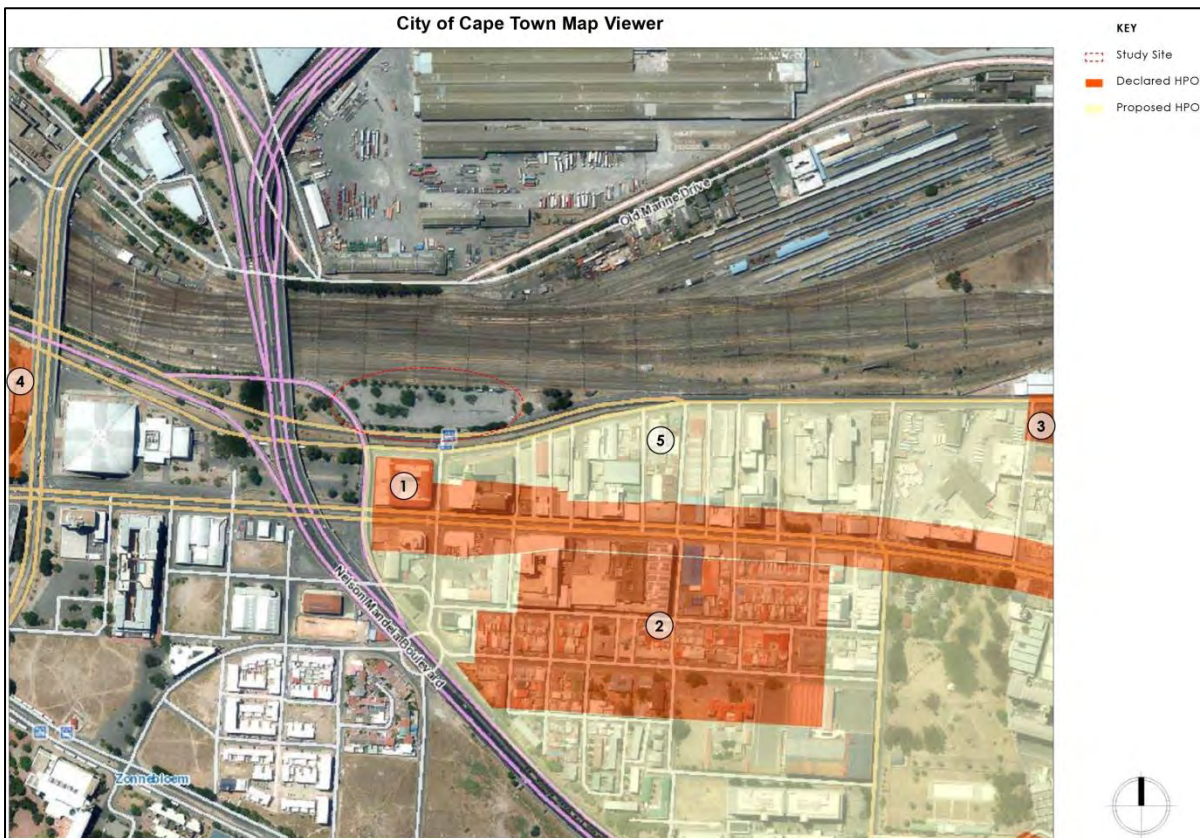 City of Cape Town Map Viewer
KEY
Study Site
Declared HPO
Proposed HPO
Old Marine Drive
4
5
3
1
2
Nelson Mandela Boulevard
Zonnebloem